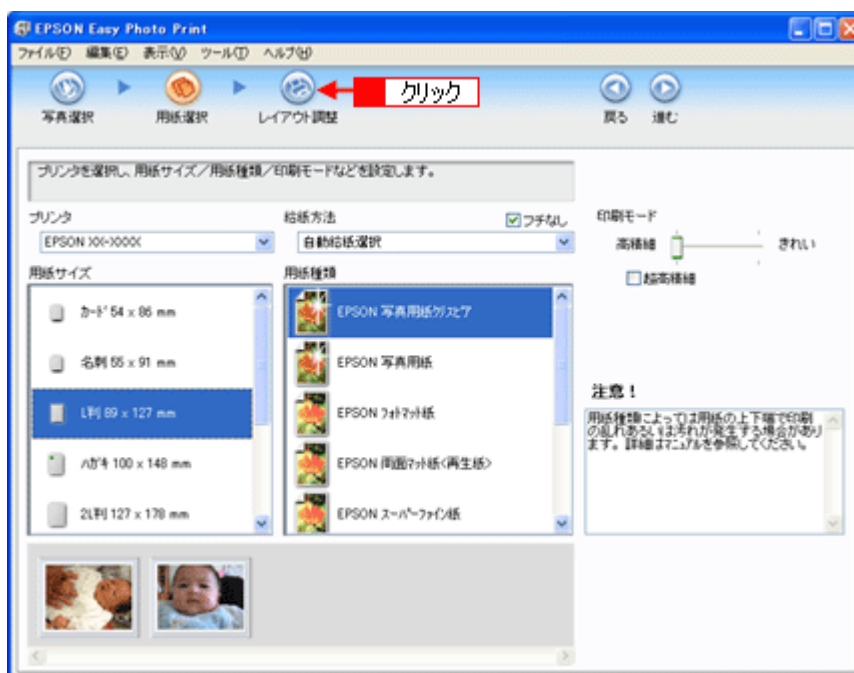 EPSON Easy Photo Print
ファイル(F) 編集(E) 表示(V) ツール(T) ヘルプ(H)
クリック
写真選択 用紙選択 レイアウト調整 戻る 進む
プリンタを選択し、用紙サイズ/用紙種類/印刷モードなどを設定します。
プリンタ 給紙方法 フチなし 印刷モード
EPSON XX-XXXX 自動給紙選択 高精細 きれい
用紙サイズ 用紙種類 超高精細
カード 54 x 86 mm EPSON 写真用紙クリスピア
名刺 55 x 91 mm EPSON 写真用紙
L判 89 x 127 mm EPSON フォトマット紙
ハガキ 100 x 148 mm EPSON 両面マット紙<再生紙>
2L判 127 x 178 mm EPSON スーパーファイン紙
注意!
用紙種類によっては用紙の上下端で印刷
の乱れあるいは汚れが発生する場合があり
ます。詳細はマニュアルを参照してください。